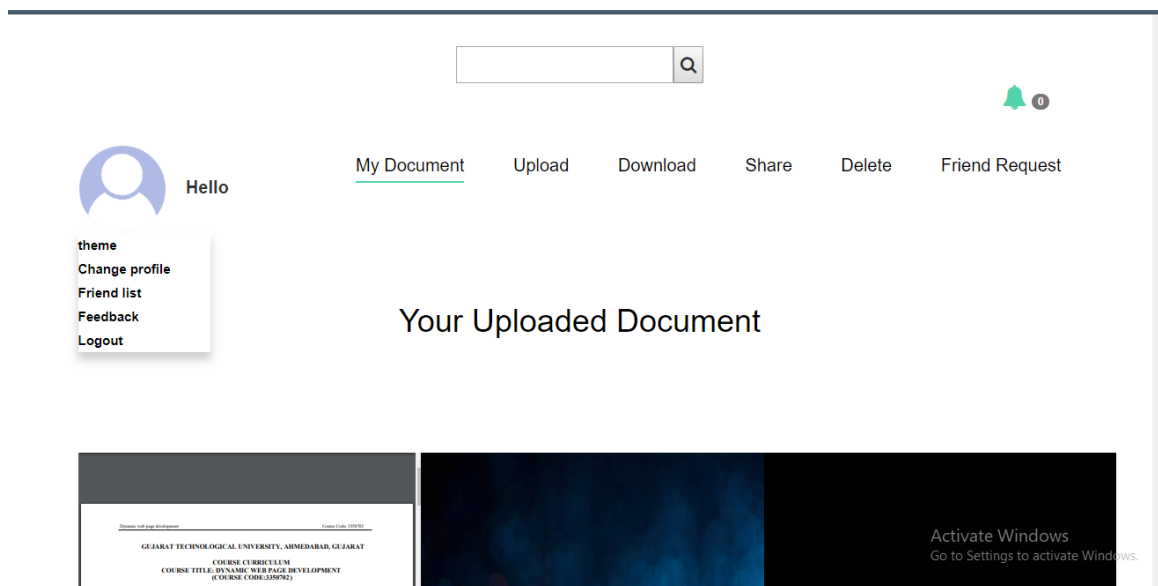 0
My Document Upload Download Share Delete Friend Request
Hello
theme
Change profile
Friend list
Feedback
Logout
Your Uploaded Document
Dynamic web page development Course Code: 3350702
GUJARAT TECHNOLOGICAL UNIVERSITY, AHMEDABAD, GUJARAT
COURSE CURRICULUM
COURSE TITLE: DYNAMIC WEB PAGE DEVELOPMENT
(COURSE CODE:3350702)
Activate Windows
Go to Settings to activate Windows.